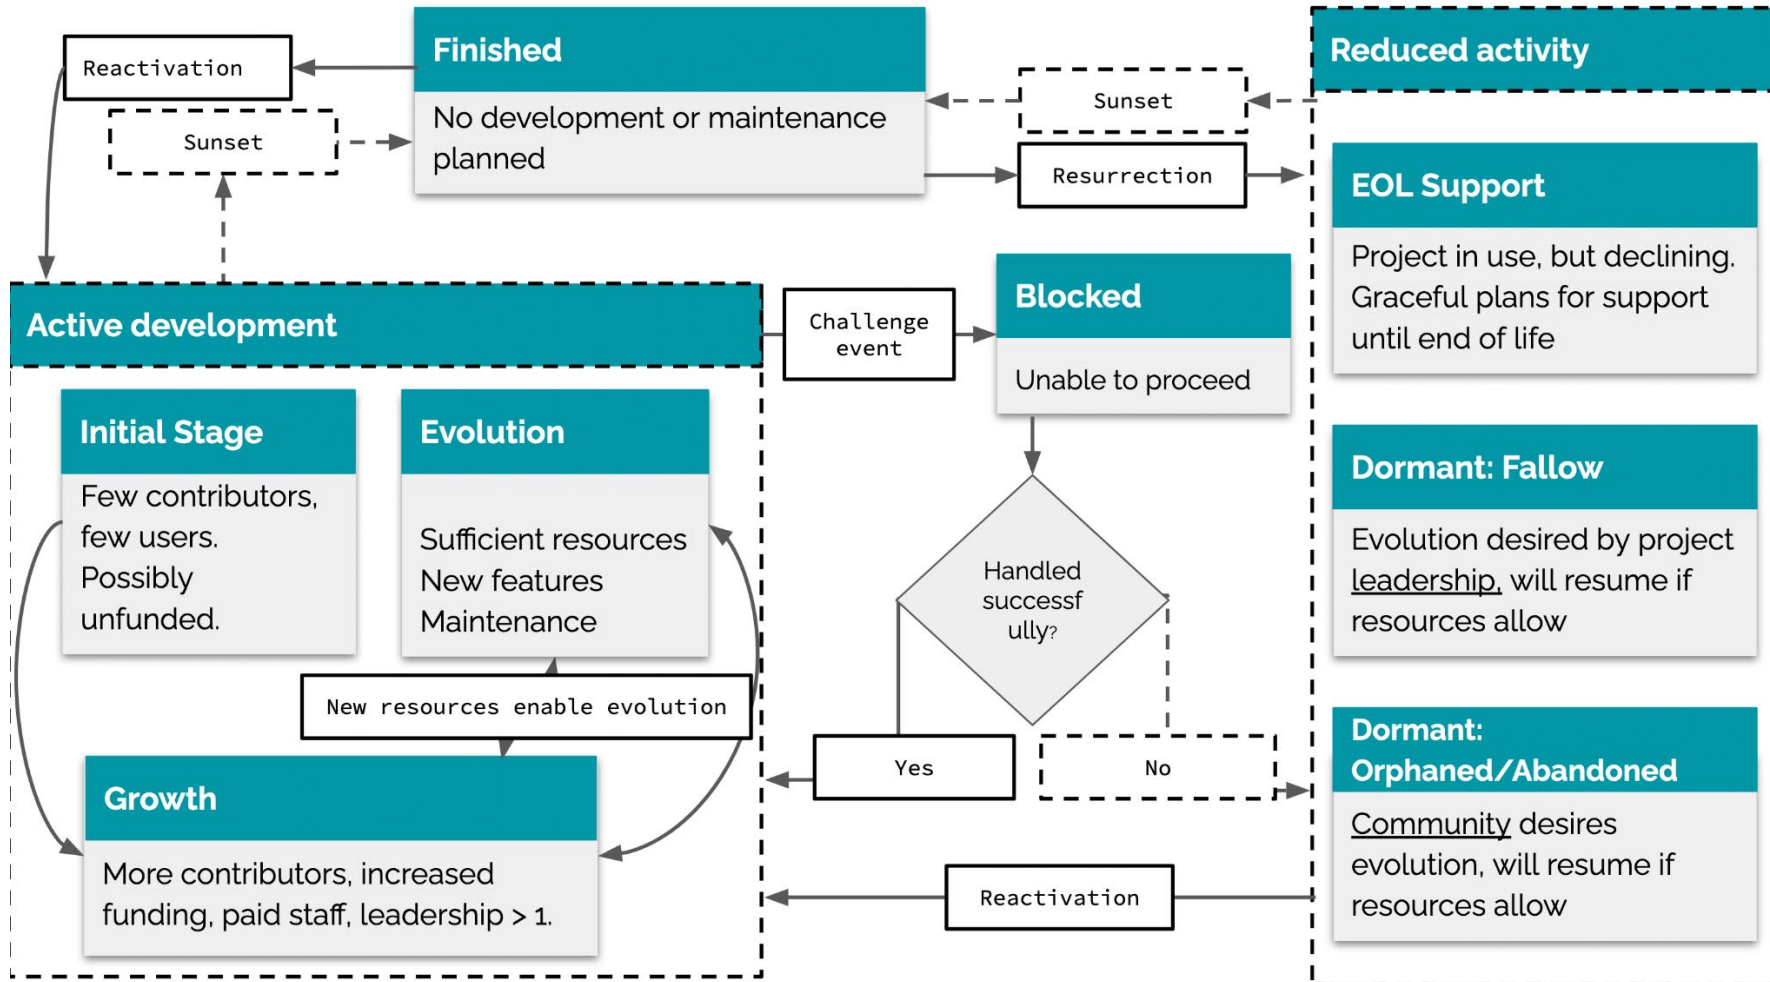 Finished
Reactivation
No development or maintenance
planned
Sunset
Sunset
Resurrection
Reduced activity
EOL Support
Project in use, but declining.
Graceful plans for support
until end of life
Active development
Challenge
event
Blocked
Unable to proceed
Initial Stage
Few contributors,
few users.
Possibly
unfunded.
Evolution
Sufficient resources
New features
Maintenance
New resources enable evolution
Growth
More contributors, increased
funding, paid staff, leadership > 1.
Handled
successf
ully?
Yes
No
Reactivation
Dormant: Fallow
Evolution desired by project
leadership, will resume if
resources allow
Dormant:
Orphaned/Abandoned
Community desires
evolution, will resume if
resources allow